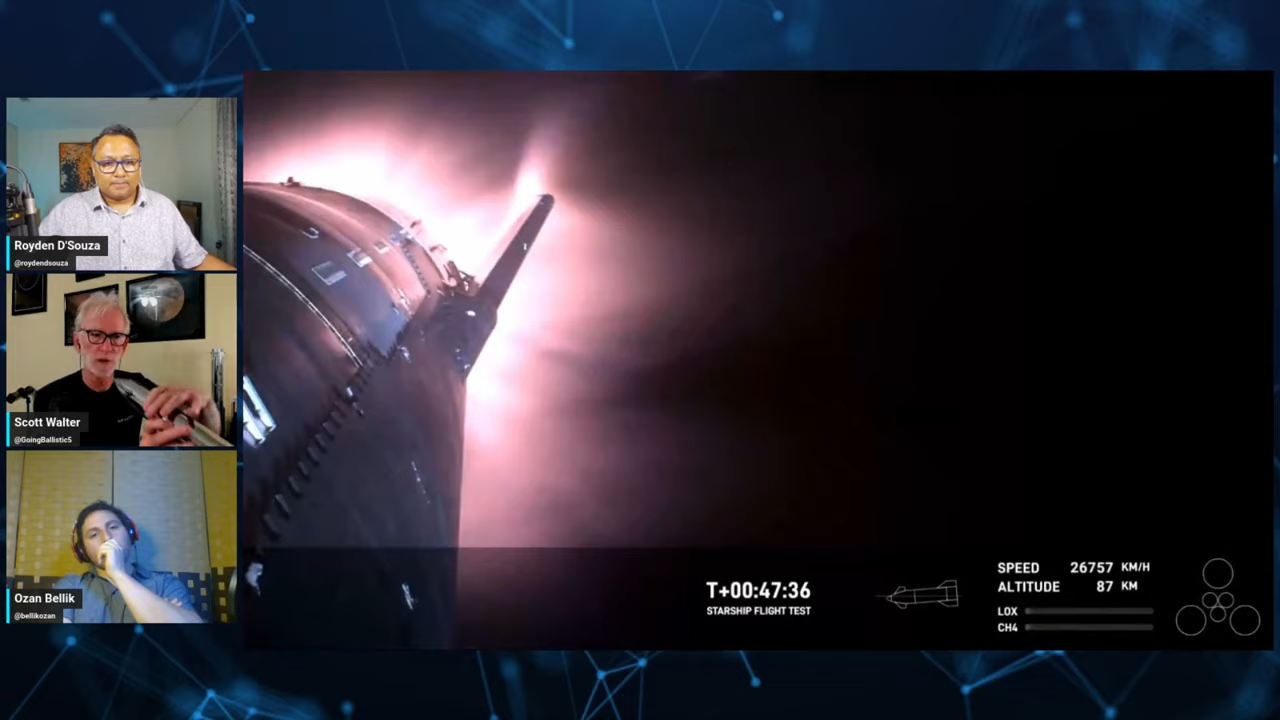 Royden D'Souza
@roydendsouza
Scott Walter
@GoingBallistic5
Ozan Bellik
@bellikozan
T+00:47:36
STARSHIP FLIGHT TEST
SPEED 26757 KM/H
ALTITUDE 87 KM
LOX
CH4